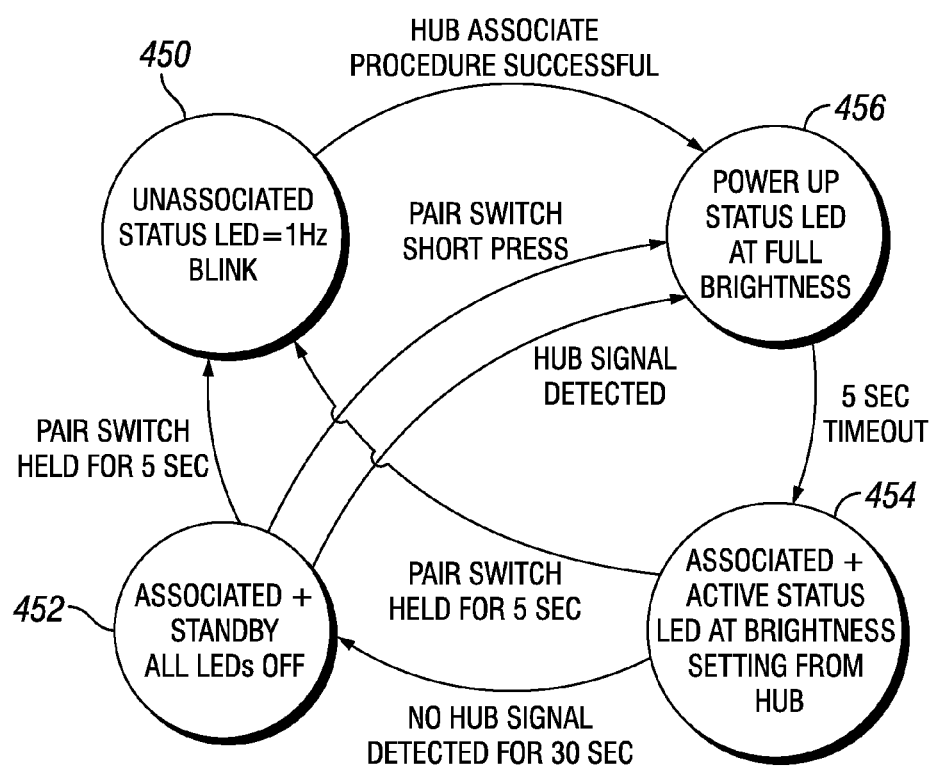 HUB ASSOCIATE
PROCEDURE SUCCESSFUL
450
456
UNASSOCIATED
STATUS LED=1Hz
BLINK
POWER UP
STATUS LED
AT FULL
BRIGHTNESS
PAIR SWITCH
SHORT PRESS
HUB SIGNAL
DETECTED
5 SEC
TIMEOUT
PAIR SWITCH
HELD FOR 5 SEC
454
452
ASSOCIATED +
STANDBY
ALL LEDs OFF
PAIR SWITCH
HELD FOR 5 SEC
ASSOCIATED +
ACTIVE STATUS
LED AT BRIGHTNESS
SETTING FROM
HUB
NO HUB SIGNAL
DETECTED FOR 30 SEC